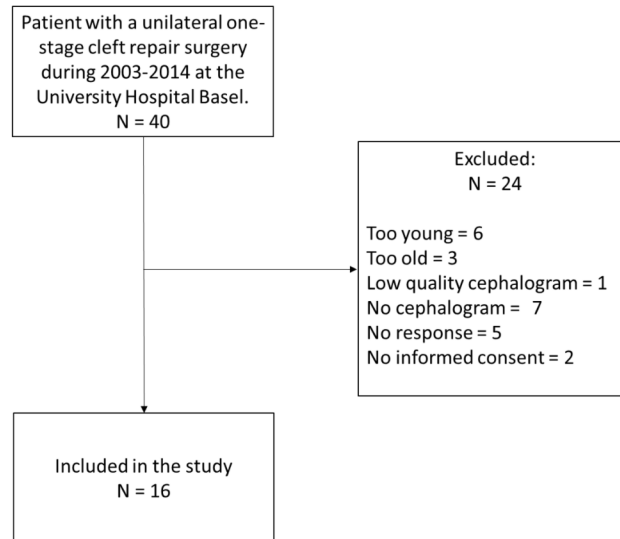 Patient with a unilateral one-
stage cleft repair surgery
during 2003-2014 at the
University Hospital Basel.
N = 40
Excluded:
N = 24
Too young = 6
Too old = 3
Low quality cephalogram = 1
No cephalogram = 7
No response = 5
No informed consent = 2
Included in the study
N = 16